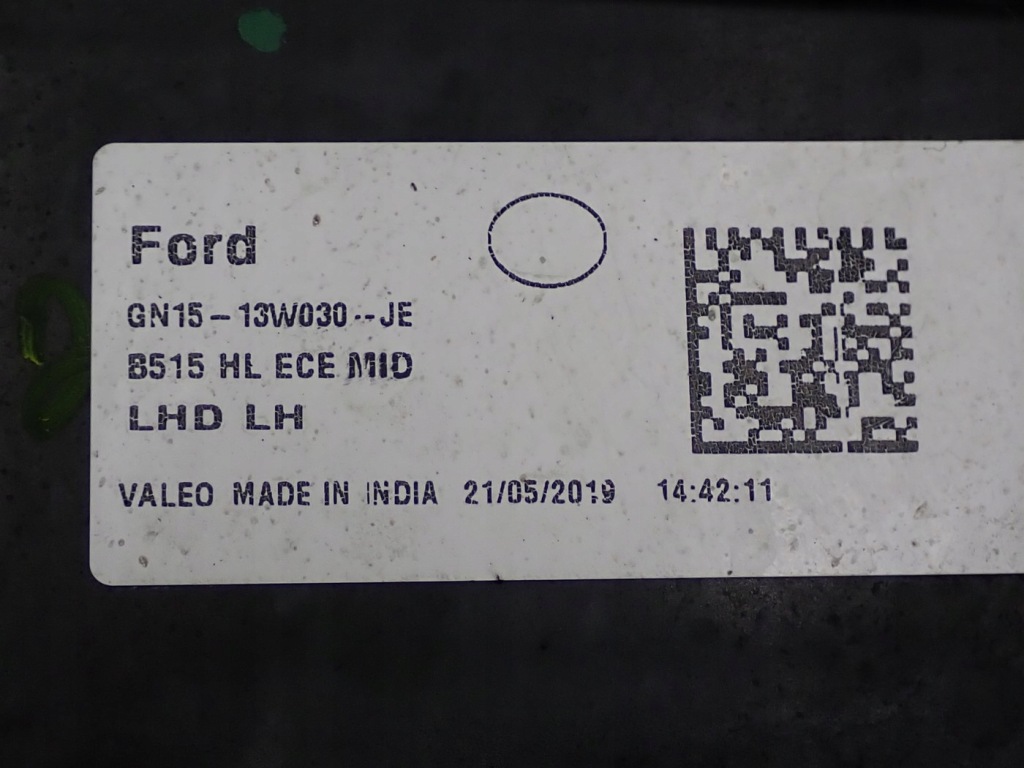 Ford
GN15-13W030--JE
B515 HL ECE MID
LHD LH
VALEO MADE IN INDIA 21/05/2019 14:42:11